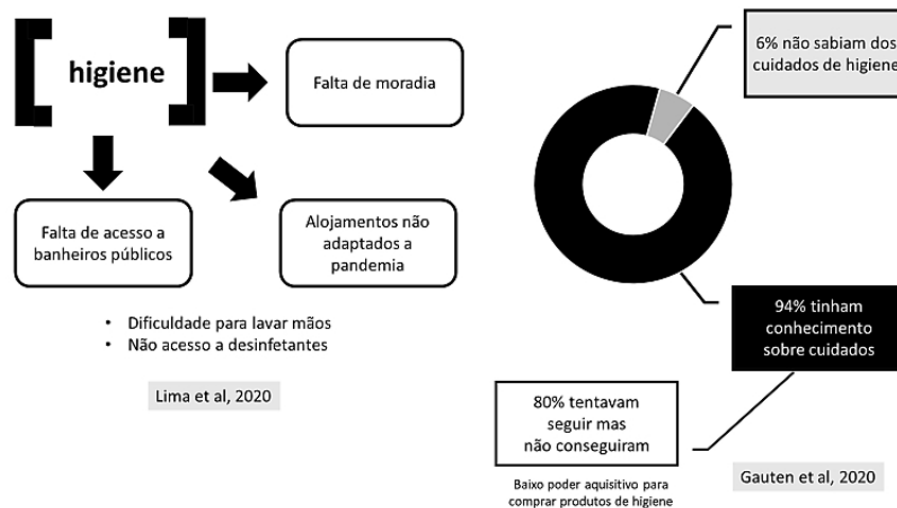 higiene
Falta de moradia
Falta de acesso a
banheiros públicos
Alojamentos não
adaptados a
pandemia
• Dificuldade para lavar mãos
• Não acesso a desinfetantes
Lima et al, 2020
6% não sabiam dos
cuidados de higiene
94% tinham
conhecimento
sobre cuidados
80% tentavam
seguir mas
não conseguiram
Baixo poder aquisitivo para
comprar produtos de higiene
Gauten et al, 2020